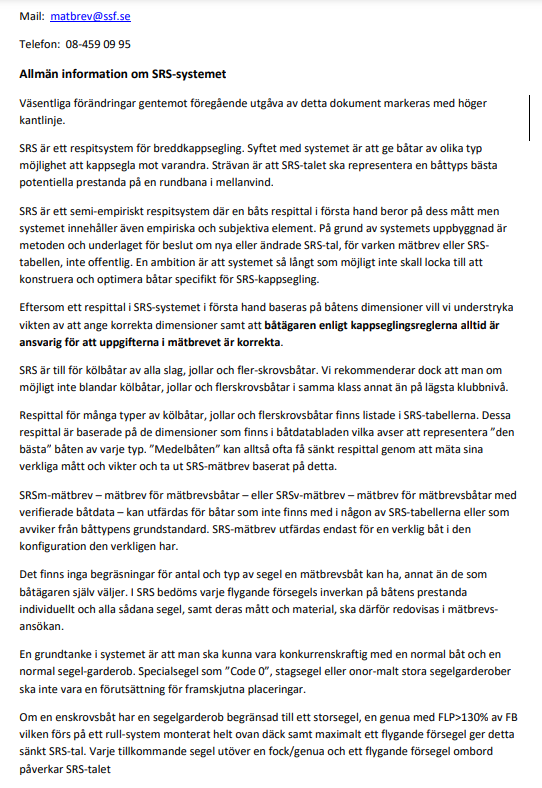 Mail: matbrev@ssf.se
Telefon: 08-459 09 95
Allmän information om SRS-systemet
Väsentliga förändringar gentemot föregående utgåva av detta dokument markeras med höger
kantlinje.
SRS är ett respitsystem för breddkappsegling. Syftet med systemet är att ge båtar av olika typ
möjlighet att kappsegla mot varandra. Strävan är att SRS-talet ska representera en båttyps bästa
potentiella prestanda på en rundbana i mellanvind.
SRS är ett semi-empiriskt respitsystem där en båts respittal i första hand beror på dess mått men
systemet innehåller även empiriska och subjektiva element. På grund av systemets uppbyggnad är
metoden och underlaget för beslut om nya eller ändrade SRS-tal, för varken mätbrev eller SRS-
tabellen, inte offentlig. En ambition är att systemet så långt som möjligt inte skall locka till att
konstruera och optimera båtar specifikt för SRS-kappsegling.
Eftersom ett respittal i SRS-systemet i första hand baseras på båtens dimensioner vill vi understryka
vikten av att ange korrekta dimensioner samt att båtägaren enligt kappseglingsreglerna alltid är
ansvarig för att uppgifterna i mätbrevet är korrekta.
SRS är till för kölbåtar av alla slag, jollar och fler-skrovsbåtar. Vi rekommenderar dock att man om
möjligt inte blandar kölbåtar, jollar och flerskrovsbåtar i samma klass annat än på lägsta klubbnivå.
Respittal för många typer av kölbåtar, jollar och flerskrovsbåtar finns listade i SRS-tabellerna. Dessa
respittal är baserade på de dimensioner som finns i båtdatabladen vilka avser att representera ”den
bästa” båten av varje typ. ”Medelbåten” kan alltså ofta få sänkt respittal genom att mäta sina
verkliga mått och vikter och ta ut SRS-mätbrev baserat på detta.
SRSm-mätbrev – mätbrev för mätbrevsbåtar – eller SRSv-mätbrev – mätbrev för mätbrevsbåtar med
verifierade båtdata – kan utfärdas för båtar som inte finns med i någon av SRS-tabellerna eller som
avviker från båttypens grundstandard. SRS-mätbrev utfärdas endast för en verklig båt i den
konfiguration den verkligen har.
Det finns inga begräsningar för antal och typ av segel en mätbrevsbåt kan ha, annat än de som
båtägaren själv väljer. I SRS bedöms varje flygande försegels inverkan på båtens prestanda
individuellt och alla sådana segel, samt deras mått och material, ska därför redovisas i mätbrevs-
ansökan.
En grundtanke i systemet är att man ska kunna vara konkurrenskraftig med en normal båt och en
normal segel-garderob. Specialsegel som ”Code 0”, stagsegel eller onor-malt stora segelgarderober
ska inte vara en förutsättning för framskjutna placeringar.
Om en enskrovsbåt har en segelgarderob begränsad till ett storsegel, en genua med FLP>130% av FB
vilken förs på ett rull-system monterat helt ovan däck samt maximalt ett flygande försegel ger detta
sänkt SRS-tal. Varje tillkommande segel utöver en fock/genua och ett flygande försegel ombord
påverkar SRS-talet